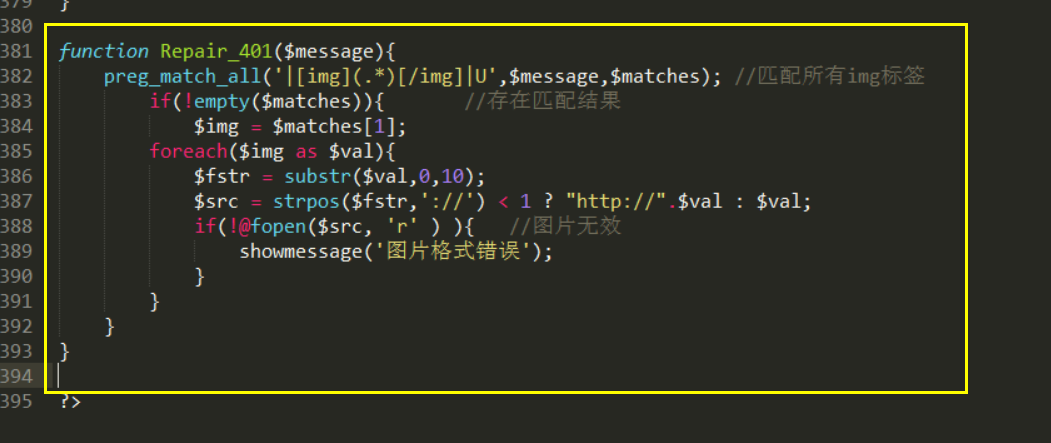 379 }
380
381 function Repair_401($message){
382 preg_match_all('|[img](.*)[/img]|U',$message,$matches); //匹配所有img标签
383 if(!empty($matches)){ //存在匹配结果
384 $img = $matches[1];
385 foreach($img as $val){
386 $fstr = substr($val,0,10);
387 $src = strpos($fstr,'://') < 1 ? "http://".$val : $val;
388 if(!@fopen($src, 'r' ) ){ //图片无效
389 showmessage('图片格式错误');
390 }
391 }
392 }
393 }
394
395 ?>